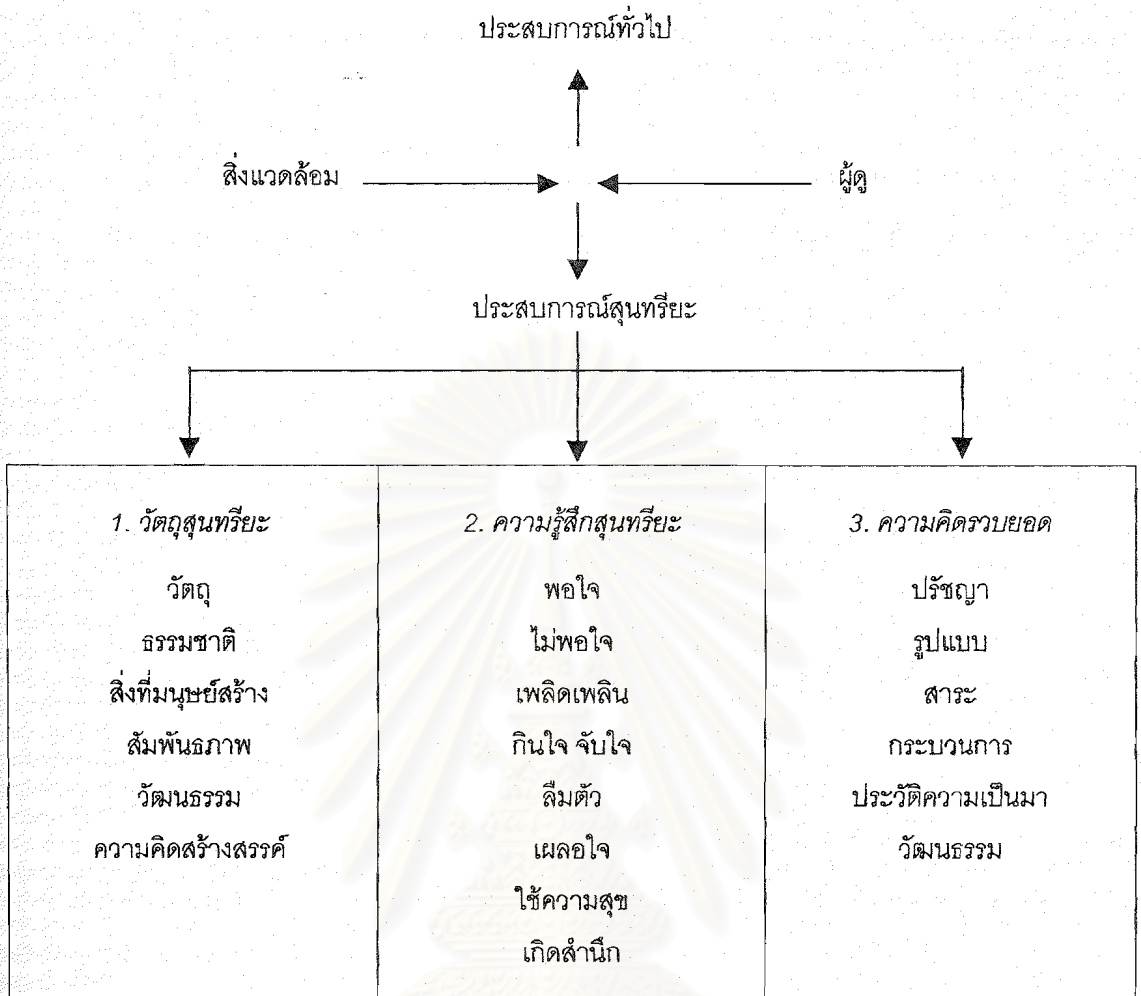 ประสบการณ์ทั่วไป
สิ่งแวดล้อม ผู้ดู
ประสบการณ์สุนทรียะ
1. วัตถุสุนทรียะ 2. ความรู้สึกสุนทรียะ 3. ความคิดรวบยอด
วัตถุ พอใจ ปรัชญา
ธรรมชาติ ไม่พอใจ รูปแบบ
สิ่งที่มนุษย์สร้าง เพลิดเพลิน สาระ
สัมพันธภาพ กินใจ จับใจ กระบวนการ
วัฒนธรรม ลืมตัว ประวัติความเป็นมา
ความคิดสร้างสรรค์ เผลอใจ วัฒนธรรม
ใช้ความสุข
เกิดสำนึก